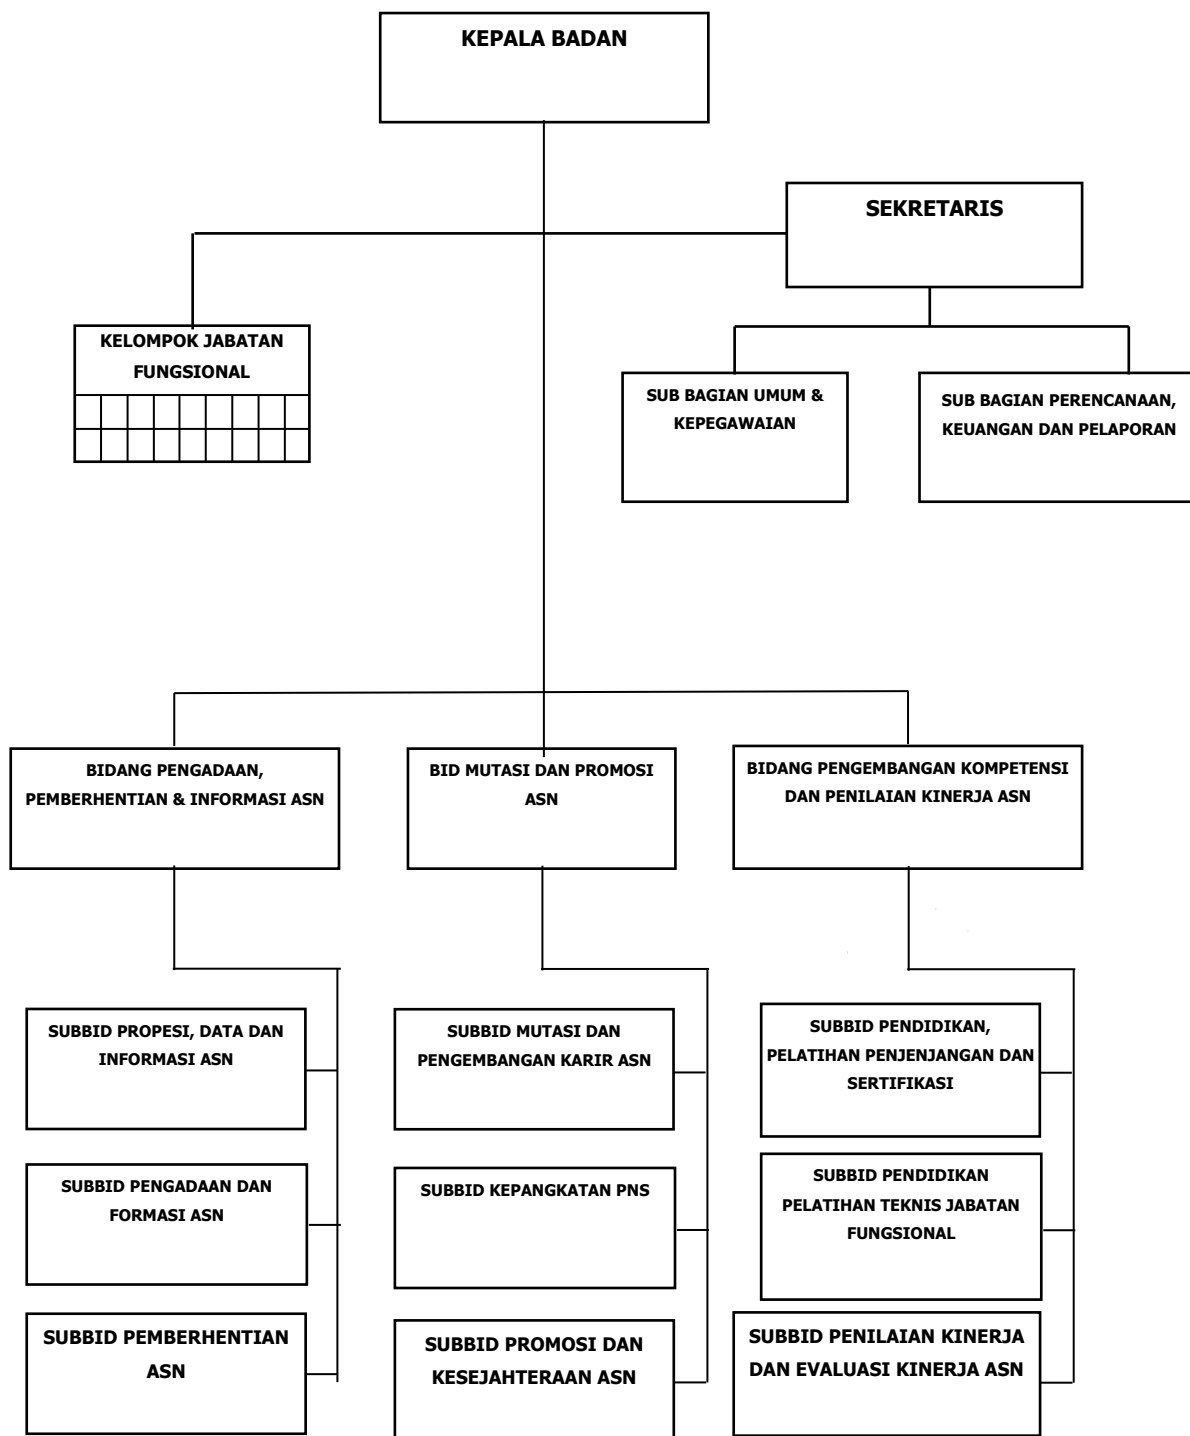 KEPALA BADAN
SEKRETARIS
KELOMPOK JABATAN
FUNGSIONAL
SUB BAGIAN UMUM &
KEPEGAWAIAN
SUB BAGIAN PERENCANAAN,
KEUANGAN DAN PELAPORAN
BIDANG PENGADAAN,
PEMBERHENTIAN & INFORMASI ASN
BID MUTASI DAN PROMOSI
ASN
BIDANG PENGEMBANGAN KOMPETENSI
DAN PENILAIAN KINERJA ASN
SUBBID PROPESI, DATA DAN
INFORMASI ASN
SUBBID MUTASI DAN
PENGEMBANGAN KARIR ASN
SUBBID PENDIDIKAN,
PELATIHAN PENJENJANGAN DAN
SERTIFIKASI
SUBBID PENGADAAN DAN
FORMASI ASN
SUBBID KEPANGKATAN PNS
SUBBID PENDIDIKAN
PELATIHAN TEKNIS JABATAN
FUNGSIONAL
SUBBID PEMBERHENTIAN
ASN
SUBBID PROMOSI DAN
KESEJAHTERAAN ASN
SUBBID PENILAIAN KINERJA
DAN EVALUASI KINERJA ASN